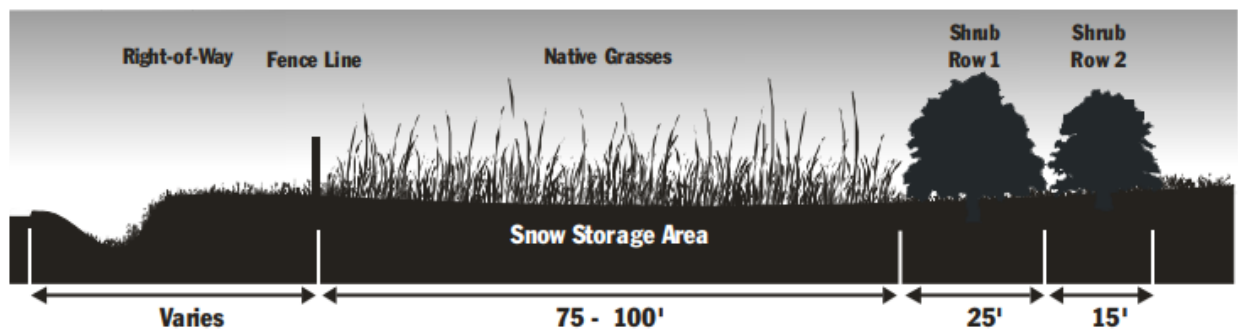 Right-of-Way
Fence Line
Native Grasses
Shrub
Row 1
Shrub
Row 2
Snow Storage Area
Varies
75 - 100'
25'
15'